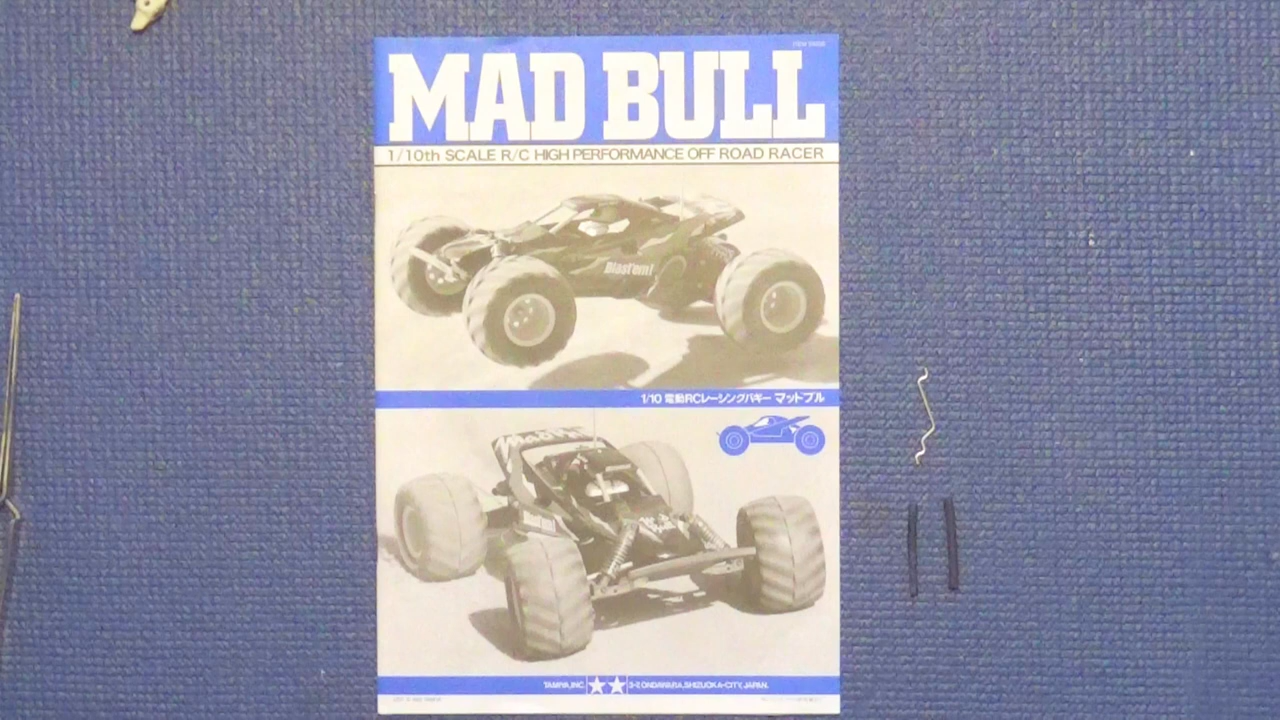 MAD BULL
1/10th SCALE R/C HIGH PERFORMANCE OFF ROAD RACER
Blast'em!
1/10 電動RCレーシングバギー マッドブル
TAMIYA, INC. 3-7, ONDAWARA, SHIZUOKA-CITY, JAPAN.